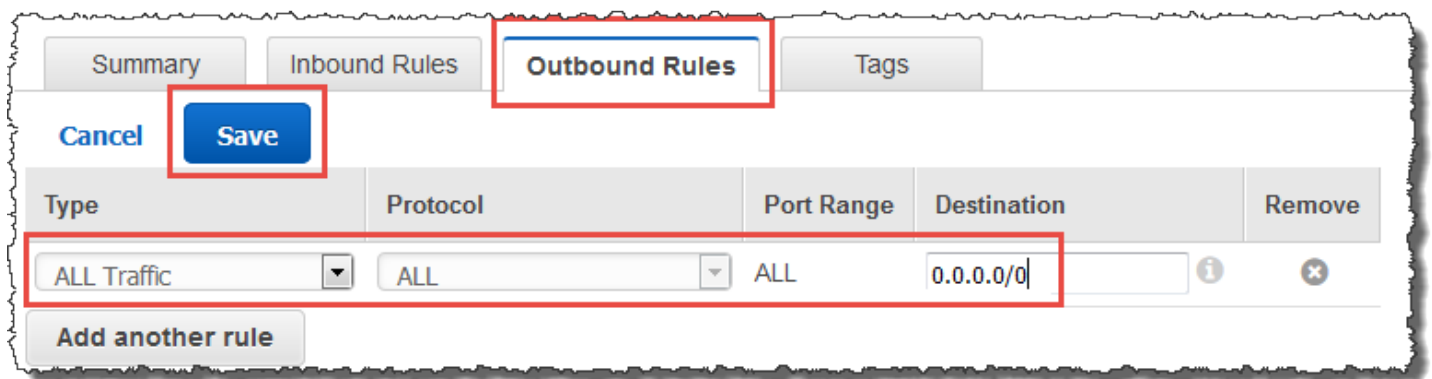 Summary Inbound Rules Outbound Rules Tags
Cancel Save
Type Protocol Port Range Destination Remove
ALL Traffic ALL ALL 0.0.0.0/0
Add another rule